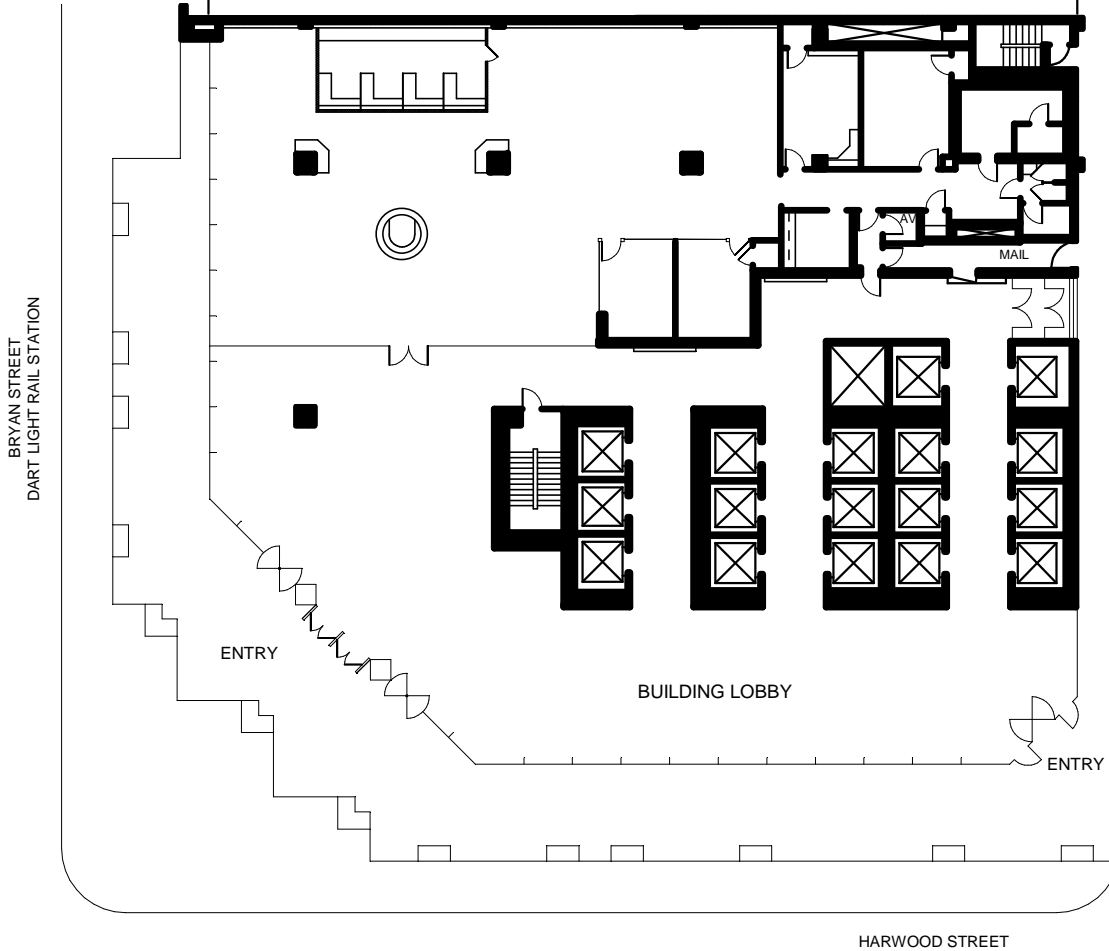 AV
MAIL
BRYAN STREET
DART LIGHT RAIL STATION
ENTRY
BUILDING LOBBY
ENTRY
HARWOOD STREET